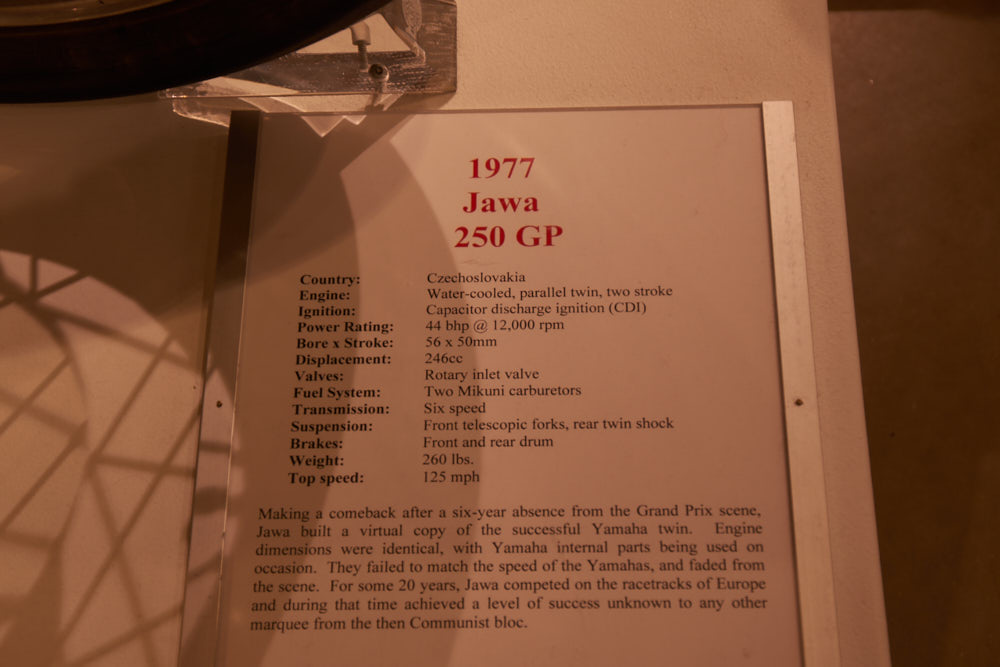 1977
Jawa
250 GP
Country: Czechoslovakia
Engine: Water-cooled, parallel twin, two stroke
Ignition: Capacitor discharge ignition (CDI)
Power Rating: 44 bhp @ 12,000 rpm
Bore x Stroke: 56 x 50mm
Displacement: 246cc
Valves: Rotary inlet valve
Fuel System: Two Mikuni carburetors
Transmission: Six speed
Suspension: Front telescopic forks, rear twin shock
Brakes: Front and rear drum
Weight: 260 lbs.
Top speed: 125 mph
Making a comeback after a six-year absence from the Grand Prix scene,
Jawa built a virtual copy of the successful Yamaha twin. Engine
dimensions were identical, with Yamaha internal parts being used on
occasion. They failed to match the speed of the Yamahas, and faded from
the scene. For some 20 years, Jawa competed on the racetracks of Europe
and during that time achieved a level of success unknown to any other
marquee from the then Communist bloc.